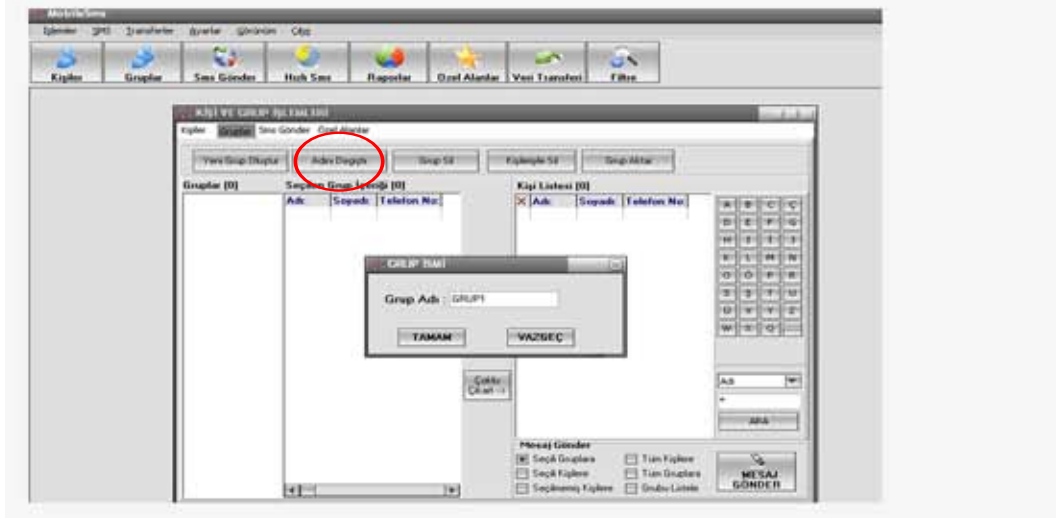 MobileSms
İşlemler SMS Transferler Ayarlar Görünüm Çıkış
Kişiler Gruplar Sms Gönder Hızlı Sms Raporlar Özel Alanlar Veri Transferi Filtre
KİŞİ VE GRUP İŞLEMLERİ
Kişiler Gruplar Sms Gönder Özel Alanlar
Yeni Grup Oluştur Adını Degiştir Grup Sil Kişileriyle Sil Grup Aktar
Gruplar [0] Seçilen Grup İçeriği [0] Kişi Listesi [0]
Adı: Soyadı: Telefon No: Adı: Soyadı: Telefon No:
A B C Ç
D E F G
H I İ J
K L M N
O Ö P R
S Ş T U
Ü V Y Z
W X Q
GRUP İSMİ
Grup Adı : GRUP1
TAMAM VAZGEÇ
Çoklu
Çıkart -->
Adı
*
ARA
Mesaj Gönder
Seçili Gruplara Tüm Kişilere
Seçili Kişilere Tüm Gruplara
Seçilmemiş Kişilere Grubu Listele
MESAJ
GÖNDER